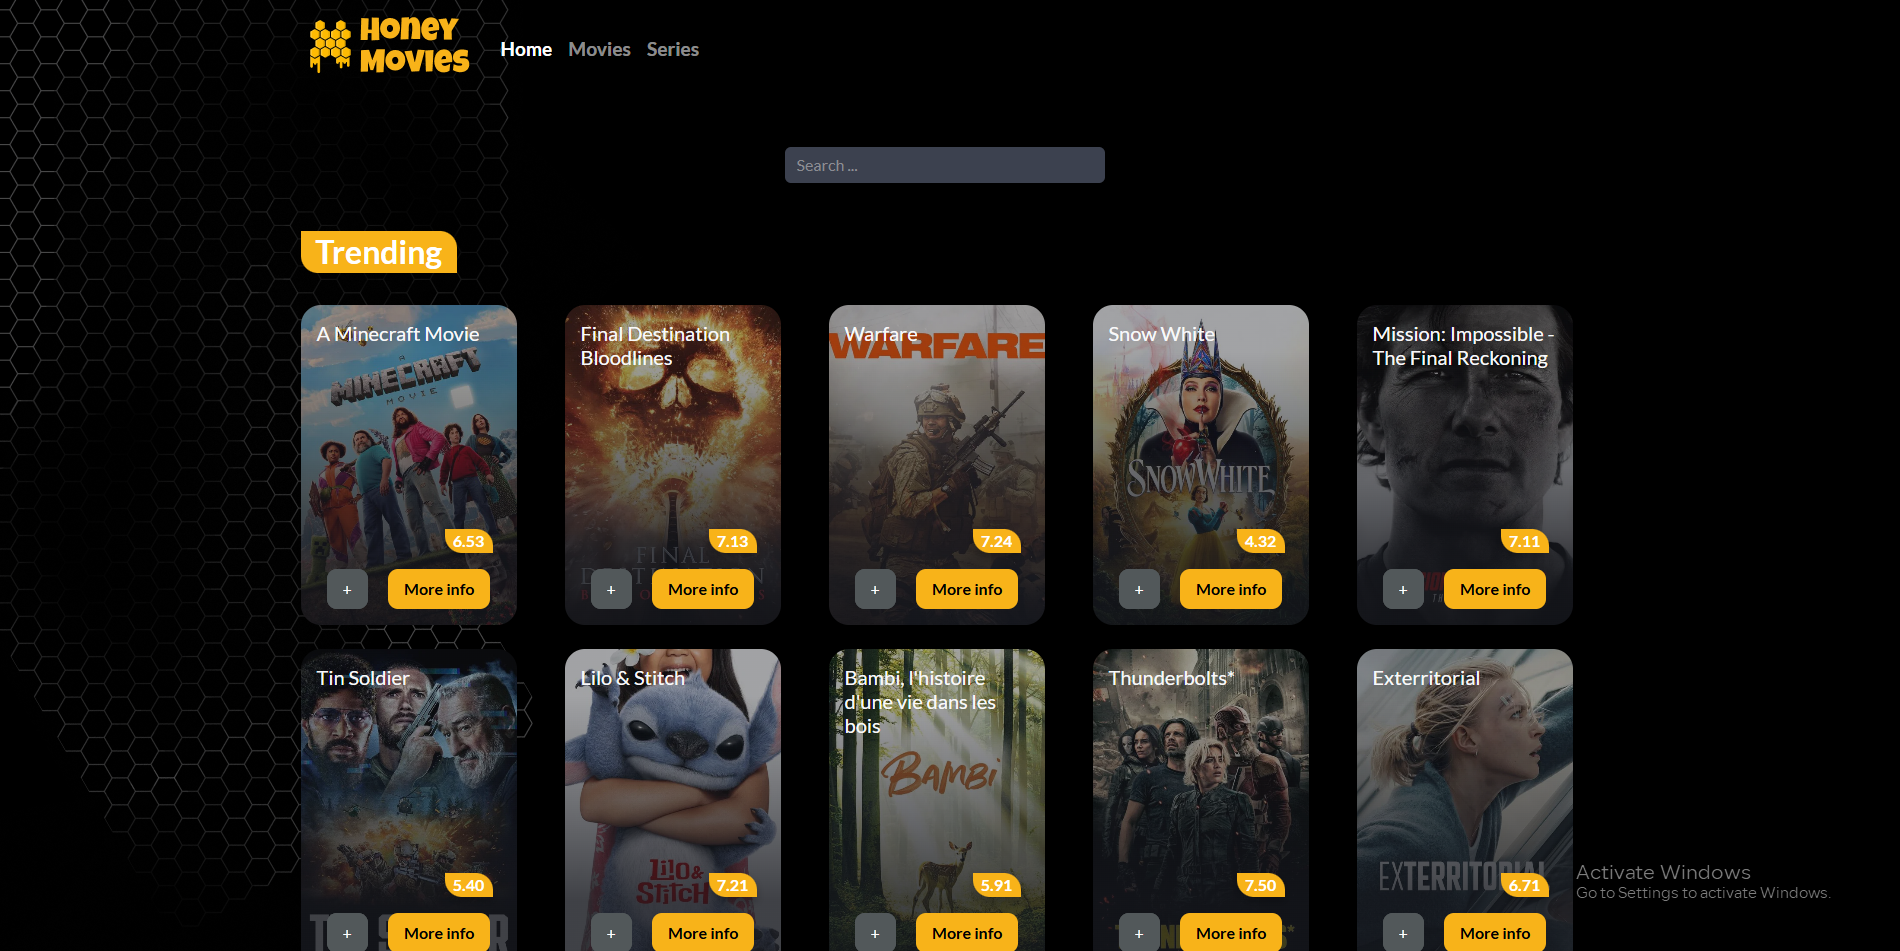 Honey
Movies
Home Movies Series
Search ...
Trending
A Minecraft Movie
A
MINECRAFT
MOVIE
6.53
+ More info
Final Destination
Bloodlines
7.13
FINAL
+ More info
Warfare
WARFARE
7.24
+ More info
Snow White
SNOW WHITE
4.32
+ More info
Mission: Impossible -
The Final Reckoning
7.11
+ More info
Tin Soldier
5.40
+ More info
Lilo & Stitch
7.21
Lilo &
Stitch
+ More info
Bambi, l'histoire
d'une vie dans les
bois
BAMBI
5.91
+ More info
Thunderbolts*
7.50
+ More info
Exterritorial
EXTERRITORIAL
6.71
+ More info
Activate Windows
Go to Settings to activate Windows.